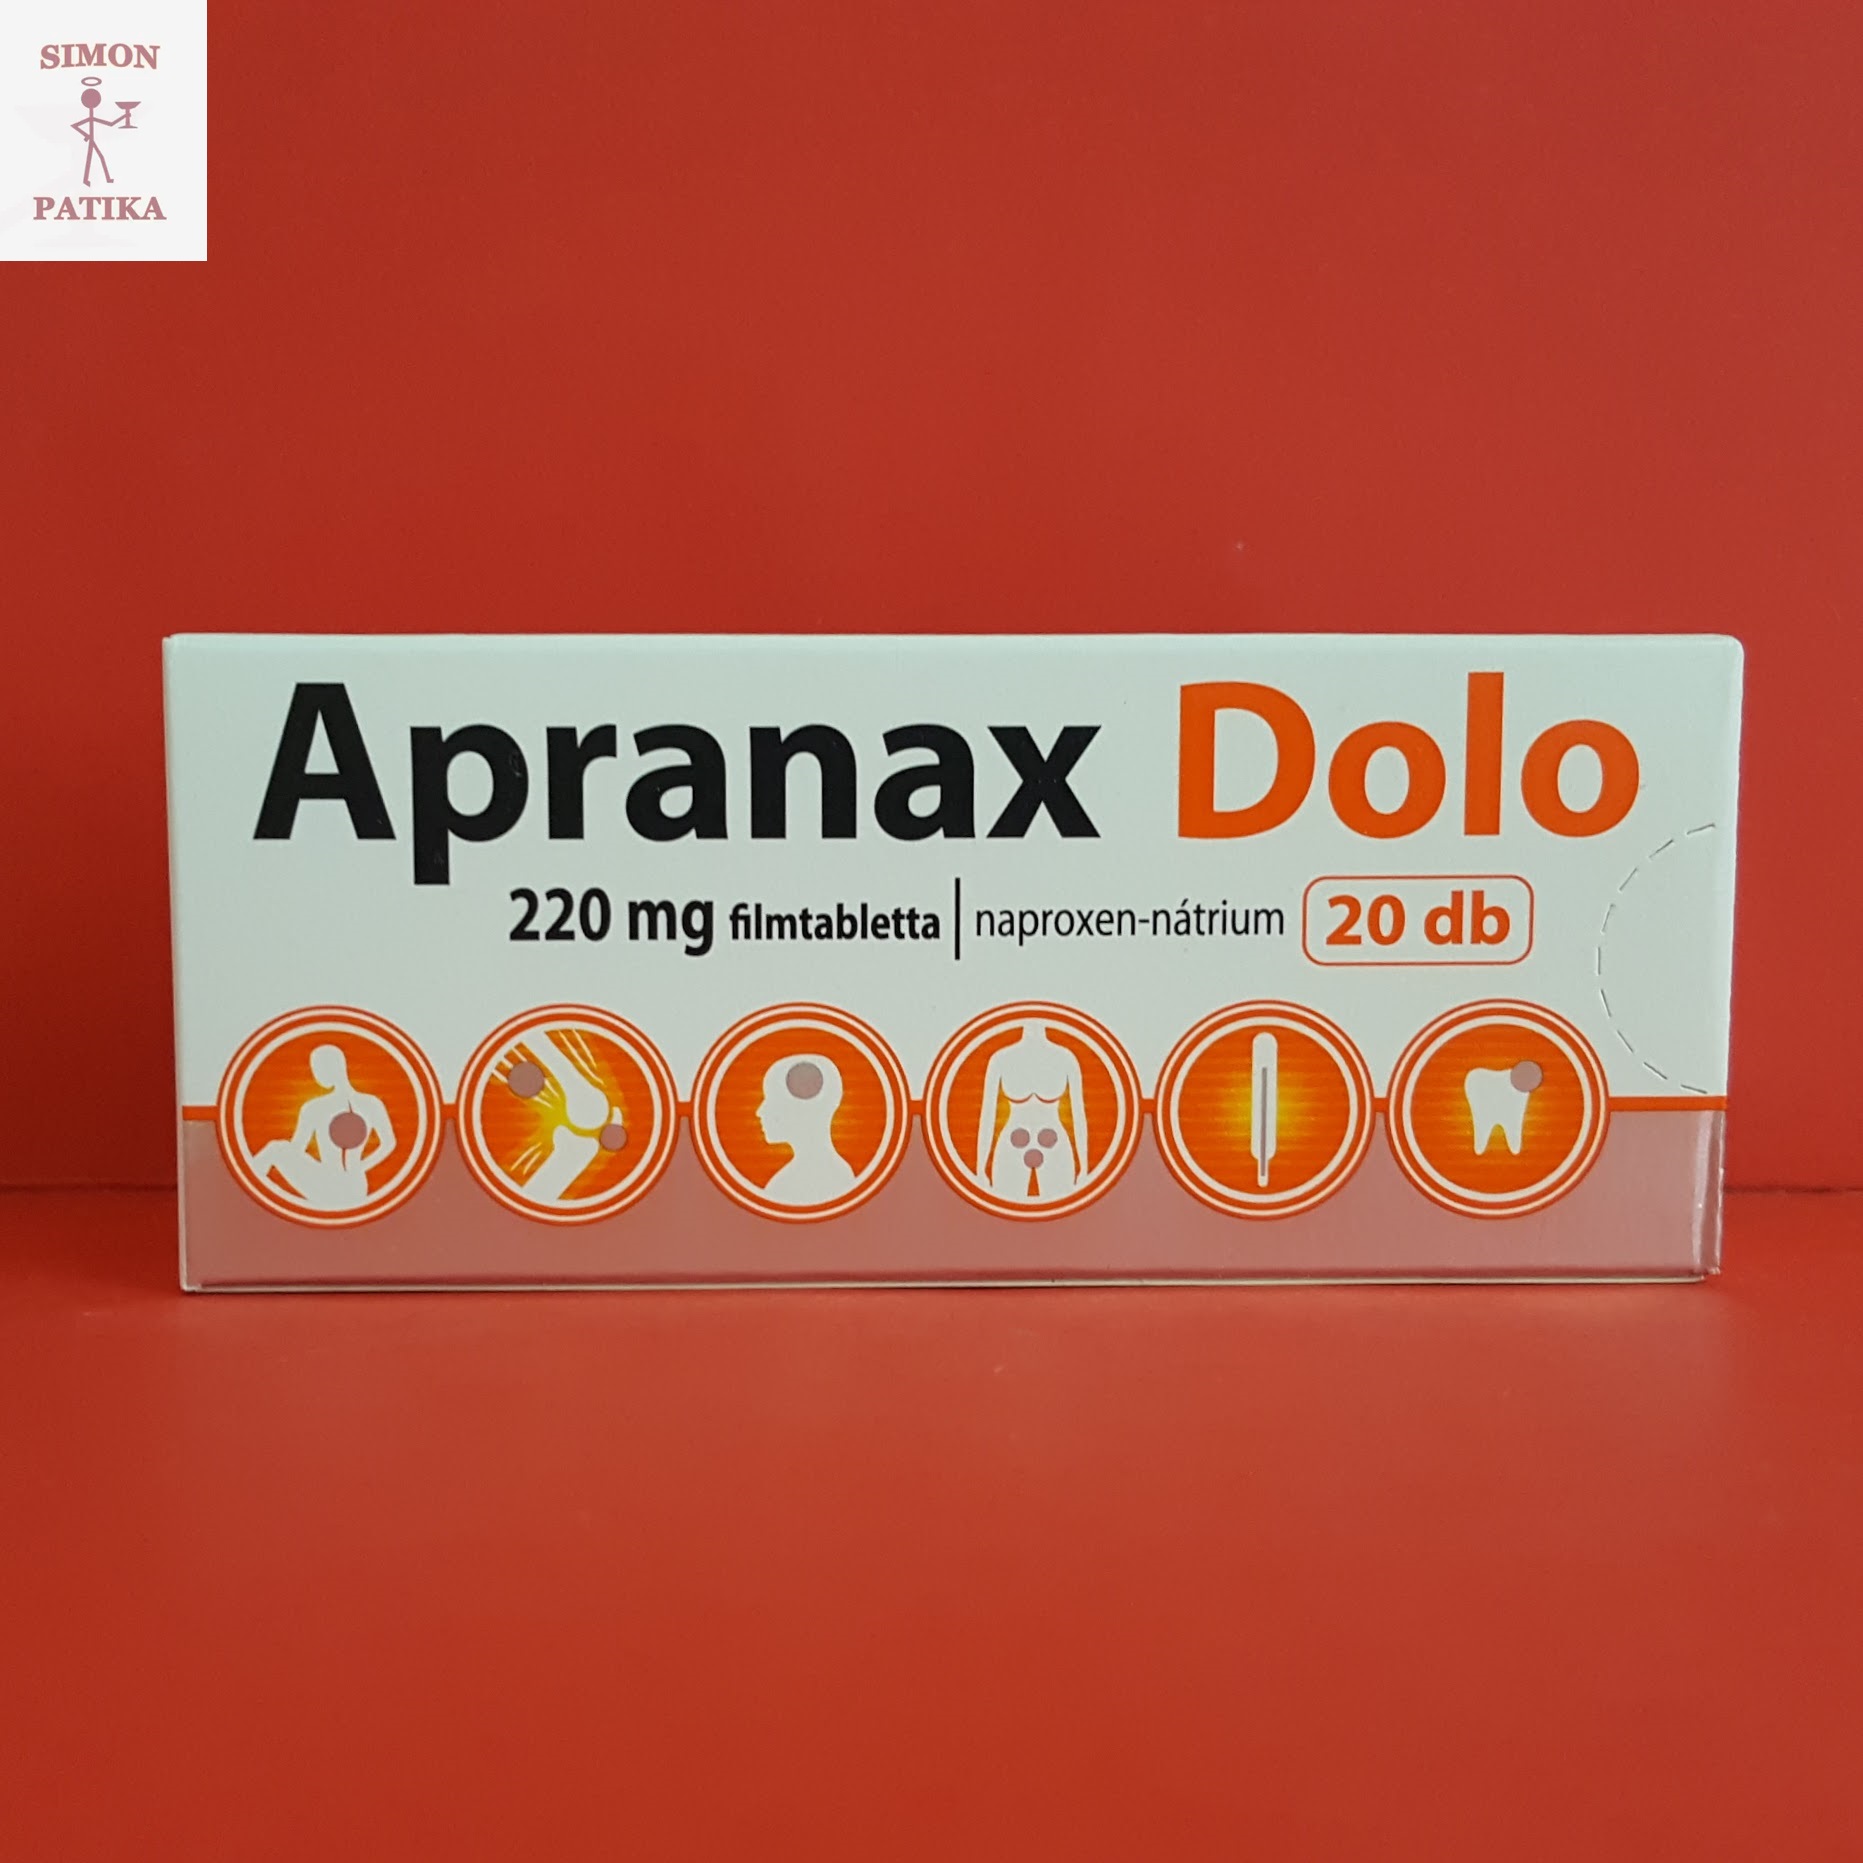 SIMON
PATIKA
Apranax Dolo
220 mg filmtabletta | naproxen-nátrium 20 db